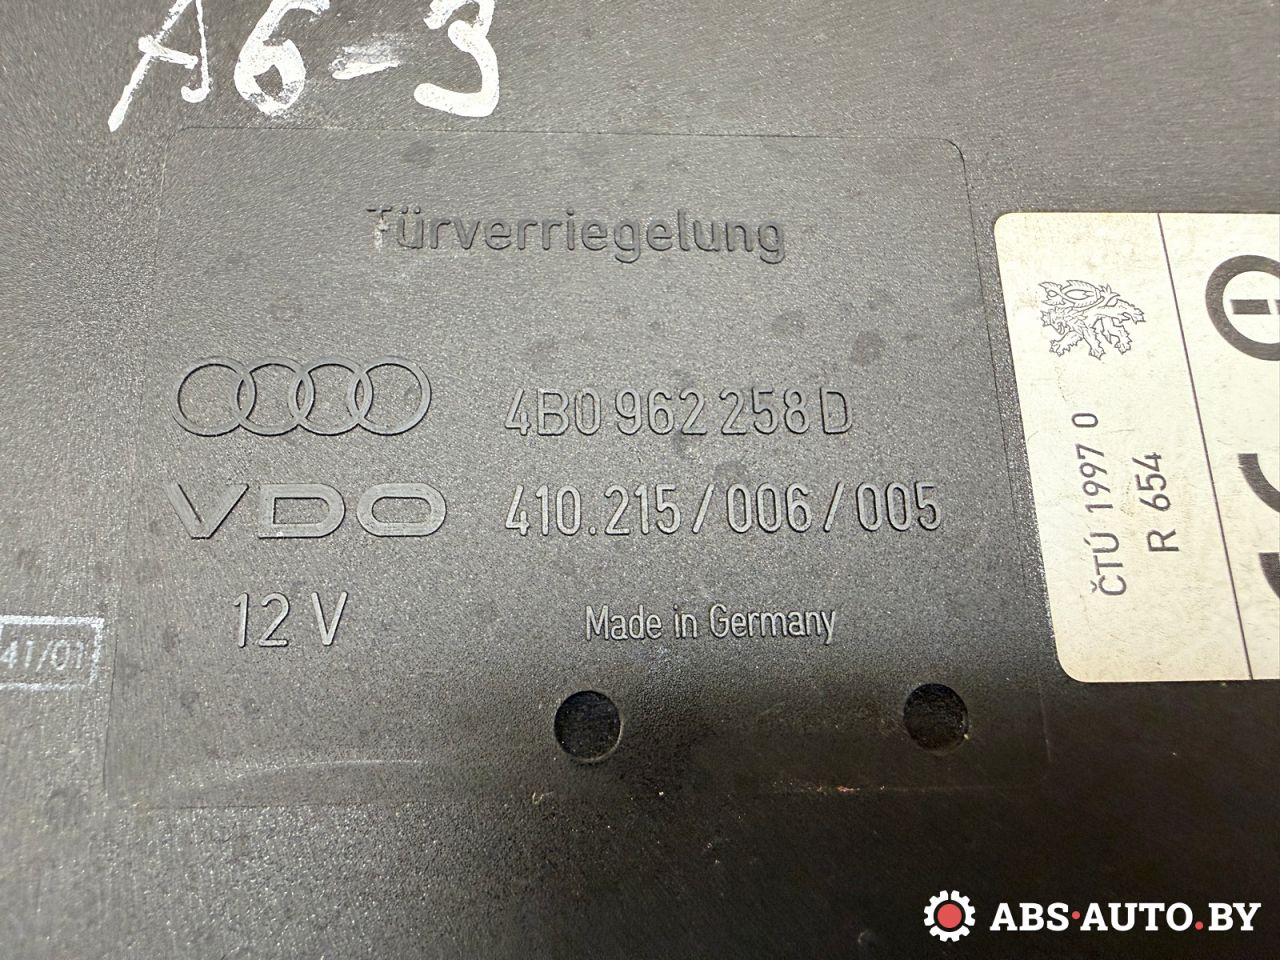 A6-3
Türverriegelung
4B0 962 258 D
VDO 410.215/006/005
12 V
Made in Germany
41/01
ČTÚ 1997 0
R 654
ABS·AUTO.BY